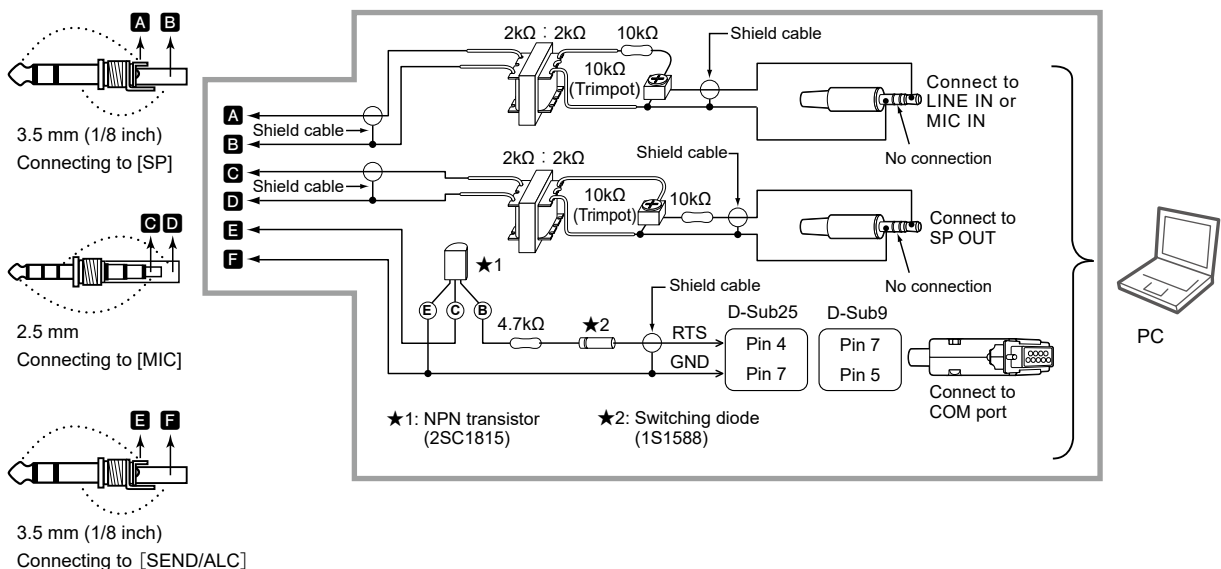 A B
3.5 mm (1/8 inch)
Connecting to [SP]
C D
2.5 mm
Connecting to [MIC]
E F
3.5 mm (1/8 inch)
Connecting to [SEND/ALC]
A
Shield cable
B
C
Shield cable
D
E
F
2kΩ : 2kΩ
10kΩ
10kΩ
(Trimpot)
Shield cable
Connect to
LINE IN or
MIC IN
No connection
2kΩ : 2kΩ
10kΩ
(Trimpot)
10kΩ
Shield cable
Connect to
SP OUT
No connection
★1
E C B
4.7kΩ
★2
Shield cable
RTS
GND
D-Sub25
Pin 4
Pin 7
D-Sub9
Pin 7
Pin 5
Connect to
COM port
★1: NPN transistor
(2SC1815)
★2: Switching diode
(1S1588)
PC